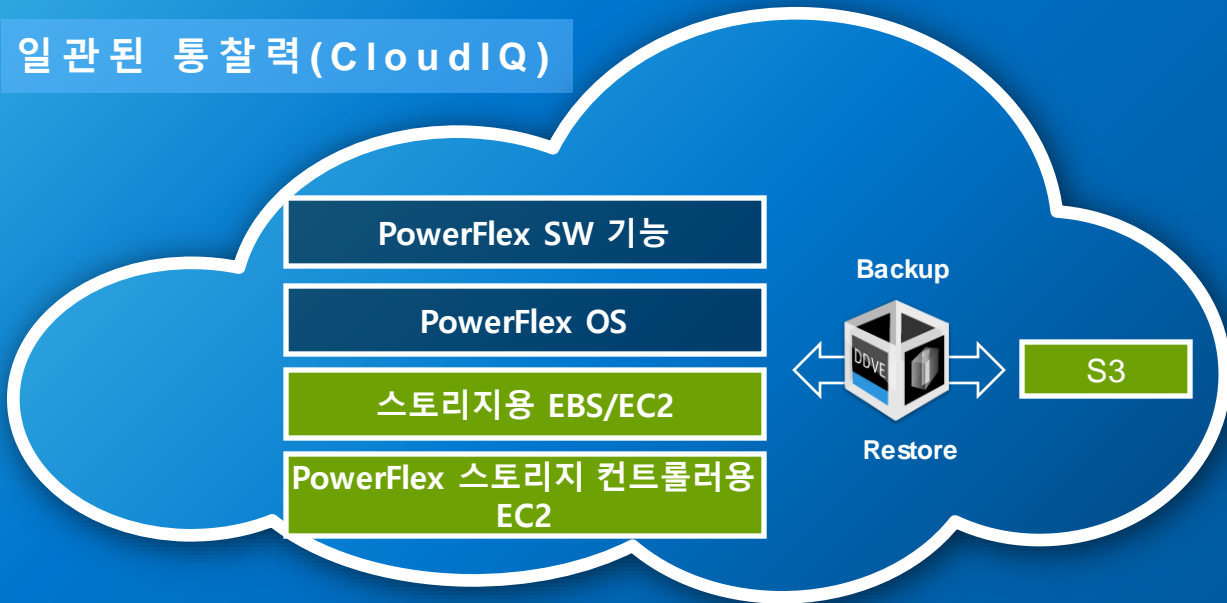 일관된 통찰력(CloudIQ)
PowerFlex SW 기능
PowerFlex OS
스토리지용 EBS/EC2
PowerFlex 스토리지 컨트롤러용
EC2
Backup
DDVE
Restore
S3